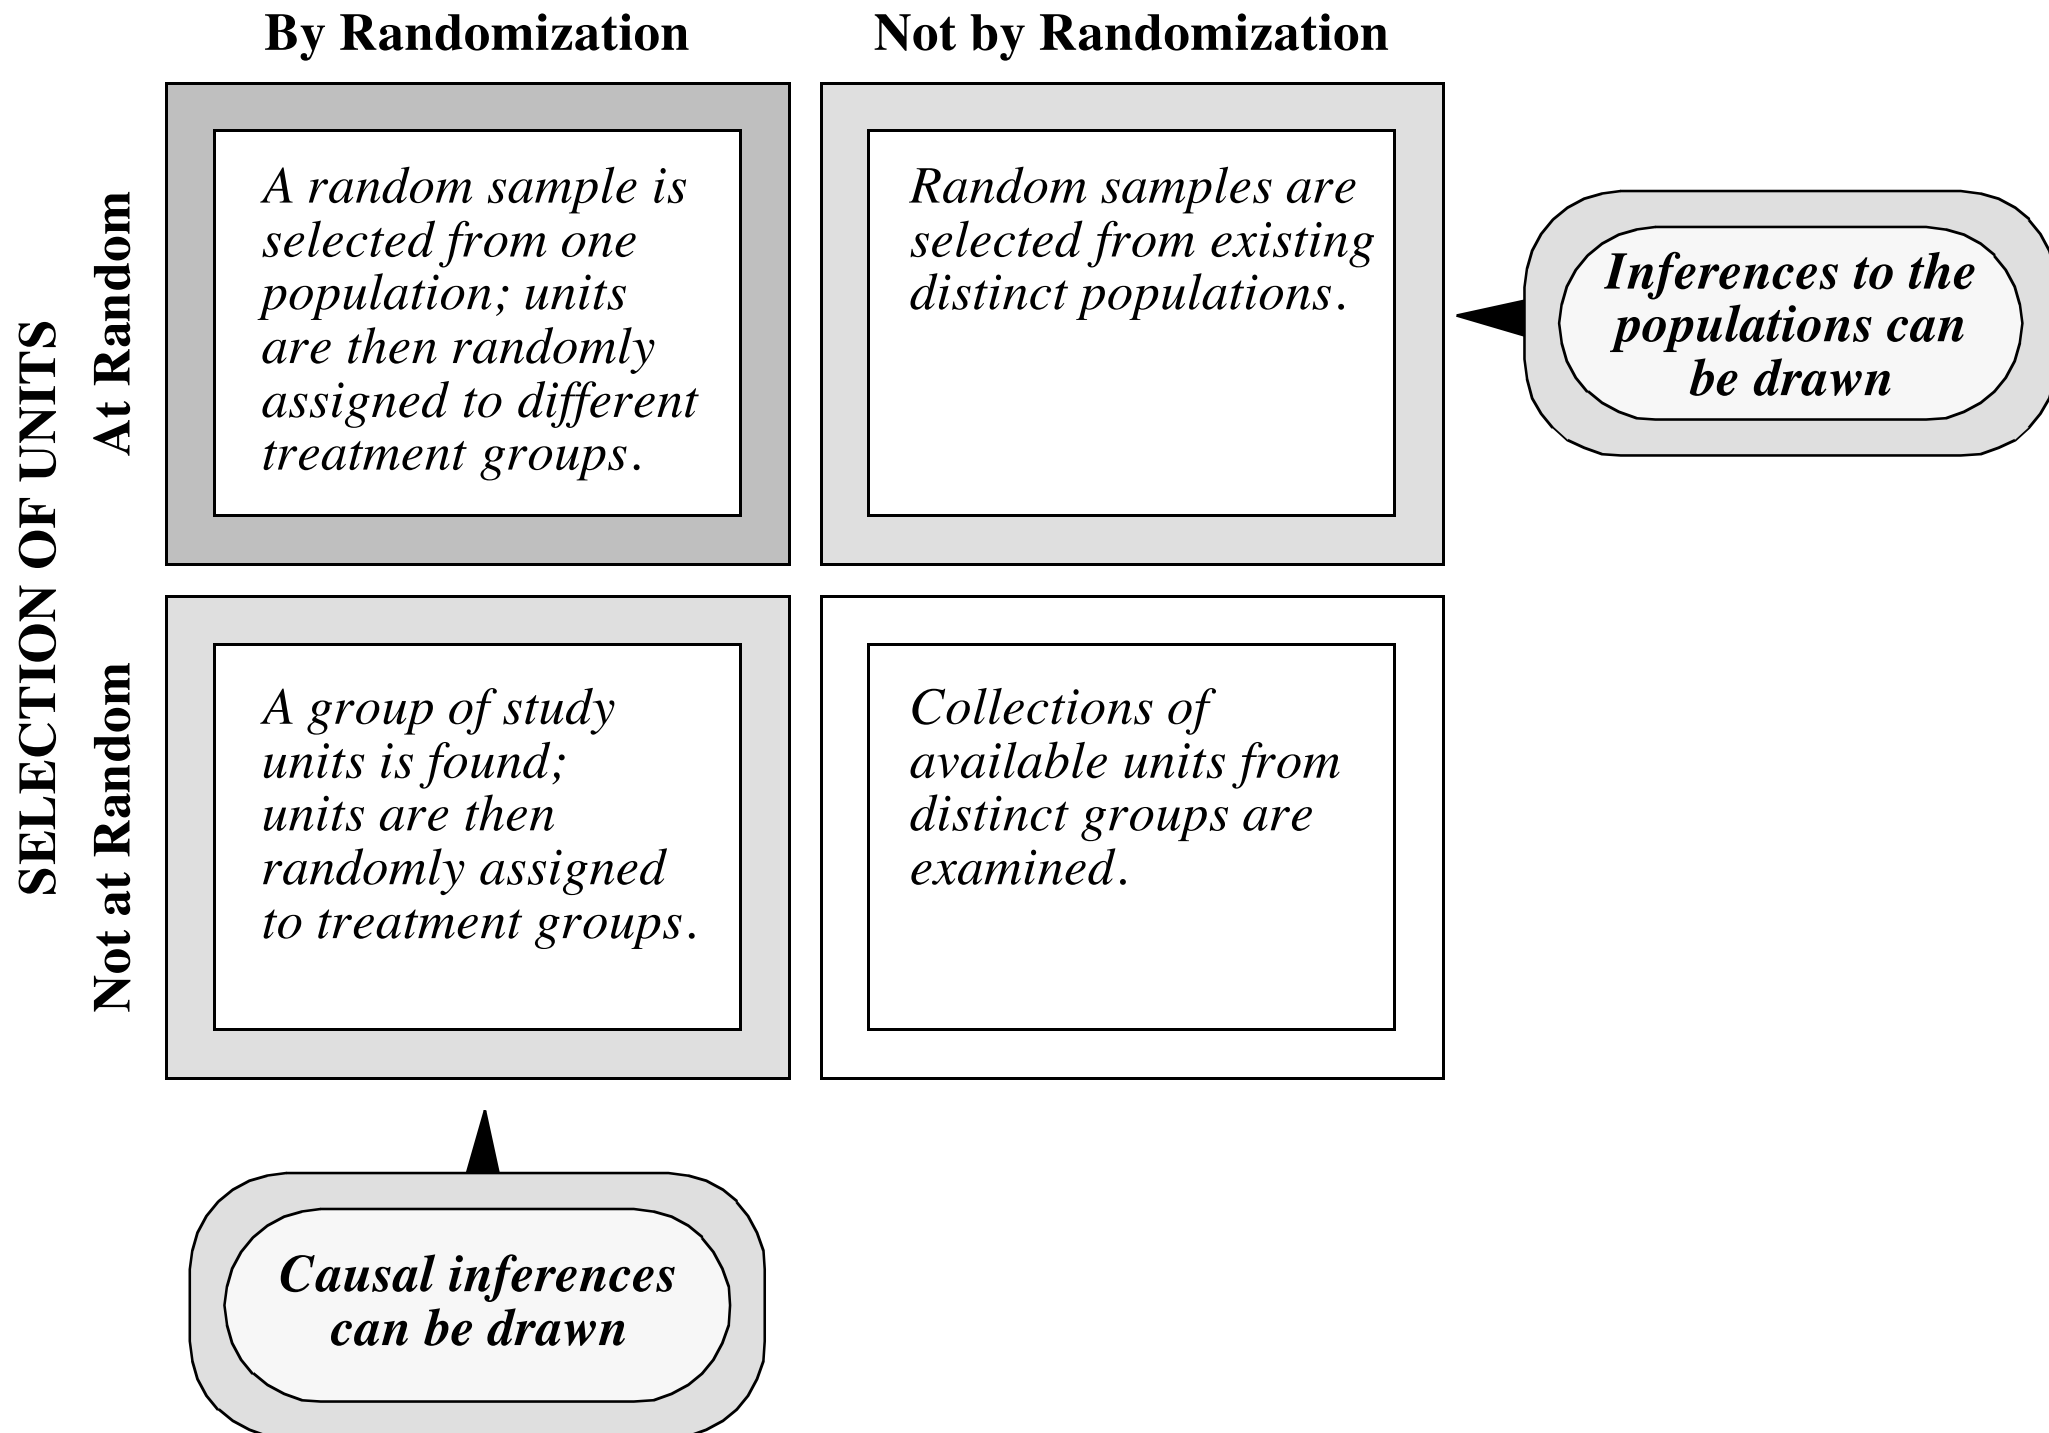 By Randomization
Not by Randomization
SELECTION OF UNITS
At Random
A random sample is
selected from one
population; units
are then randomly
assigned to different
treatment groups.
Random samples are
selected from existing
distinct populations.
Inferences to the
populations can
be drawn
Not at Random
A group of study
units is found;
units are then
randomly assigned
to treatment groups.
Collections of
available units from
distinct groups are
examined.
Causal inferences
can be drawn